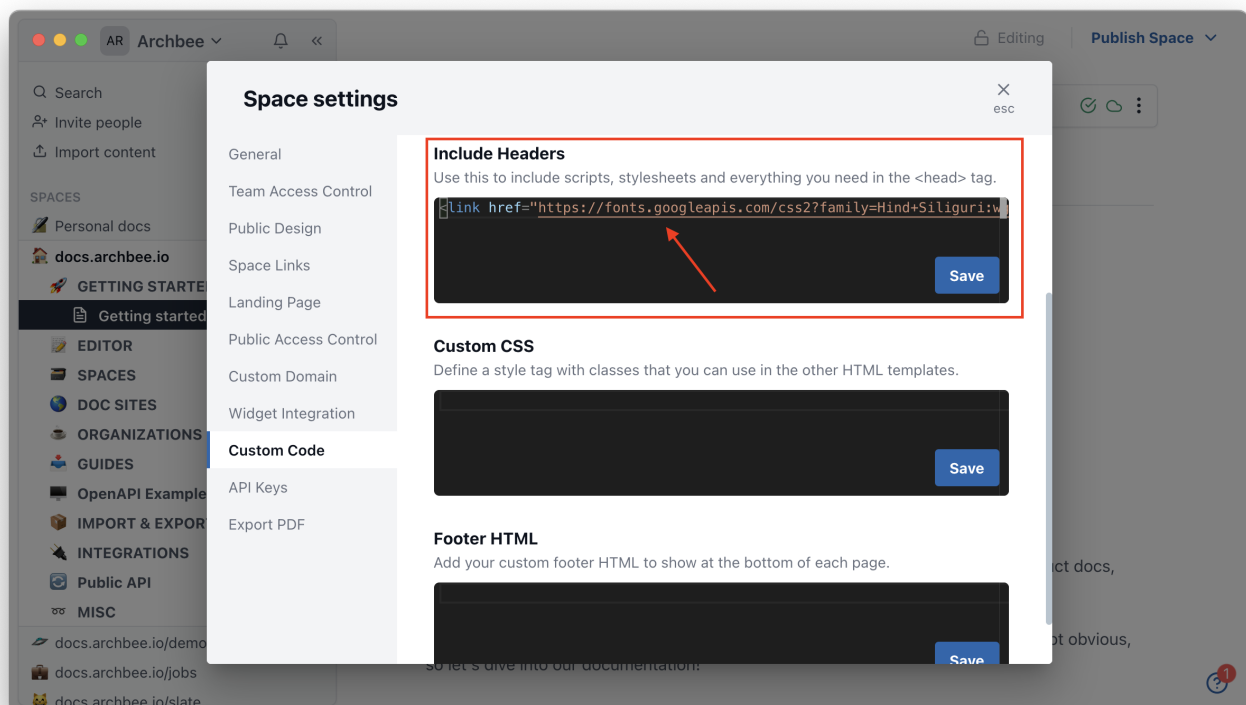 AR Archbee
Editing
Publish Space
Search
Invite people
Import content
SPACES
Personal docs
docs.archbee.io
GETTING STARTE
Getting started
EDITOR
SPACES
DOC SITES
ORGANIZATIONS
GUIDES
OpenAPI Example
IMPORT & EXPOR
INTEGRATIONS
Public API
MISC
docs.archbee.io/demo
docs.archbee.io/jobs
docs.archbee.io/slate
Space settings
esc
General
Team Access Control
Public Design
Space Links
Landing Page
Public Access Control
Custom Domain
Widget Integration
Custom Code
API Keys
Export PDF
Include Headers
Use this to include scripts, stylesheets and everything you need in the <head> tag.
<link href="https://fonts.googleapis.com/css2?family=Hind+Siliguri:w
Save
Custom CSS
Define a style tag with classes that you can use in the other HTML templates.
Save
Footer HTML
Add your custom footer HTML to show at the bottom of each page.
Save
ct docs,
ot obvious,
so let's dive into our documentation!
1